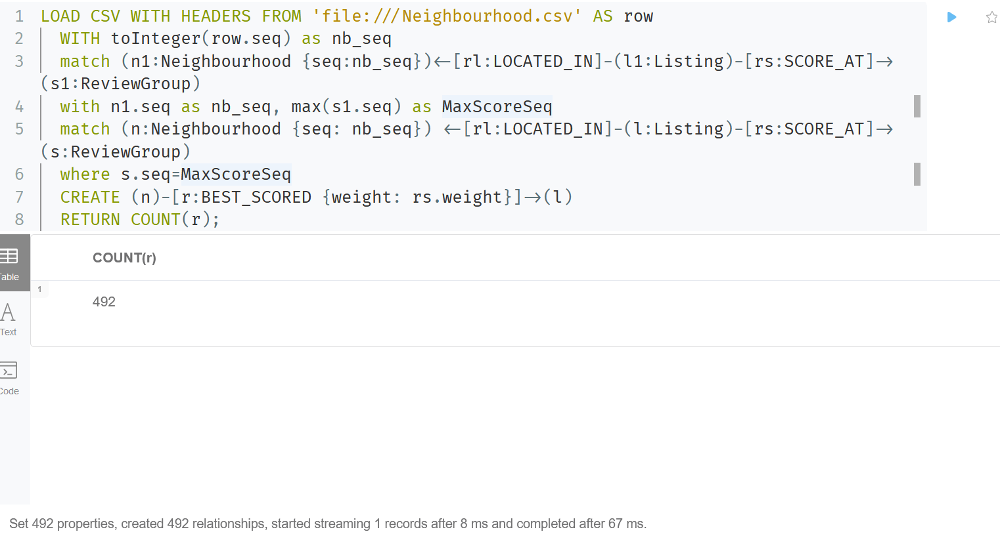 1 LOAD CSV WITH HEADERS FROM 'file:///Neighbourhood.csv' AS row
2 WITH toInteger(row.seq) as nb_seq
3 match (n1:Neighbourhood {seq:nb_seq})<-[rl:LOCATED_IN]-(l1:Listing)-[rs:SCORE_AT]->
(s1:ReviewGroup)
4 with n1.seq as nb_seq, max(s1.seq) as MaxScoreSeq
5 match (n:Neighbourhood {seq: nb_seq}) <-[rl:LOCATED_IN]-(l:Listing)-[rs:SCORE_AT]->
(s:ReviewGroup)
6 where s.seq=MaxScoreSeq
7 CREATE (n)-[r:BEST_SCORED {weight: rs.weight}]->(l)
8 RETURN COUNT(r);
Table
COUNT(r)
1
492
A
Text
Code
Set 492 properties, created 492 relationships, started streaming 1 records after 8 ms and completed after 67 ms.